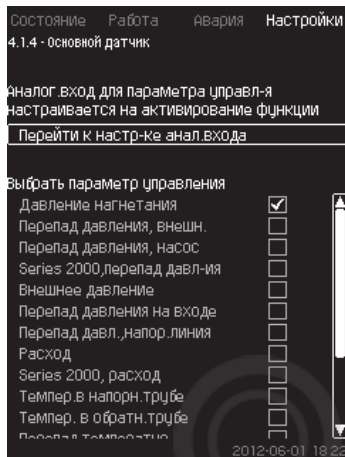 Состояние Работа Авария Настройки
4.1.4 - Основной датчик
Аналог.вход для параметра управл-я
настраивается на активирование функции
Перейти к настр-ке анал.входа
Выбрать параметр управления
Давление нагнетания
Перепад давления, внешн.
Перепад давления, насос
Series 2000,перепад давл-ия
Внешнее давление
Перепад давления на входе
Перепад давл.,напор.линия
Расход
Series 2000, расход
Темпер.в напорн.трубе
Темпер. в обратн.трубе
2012-06-01 18:22